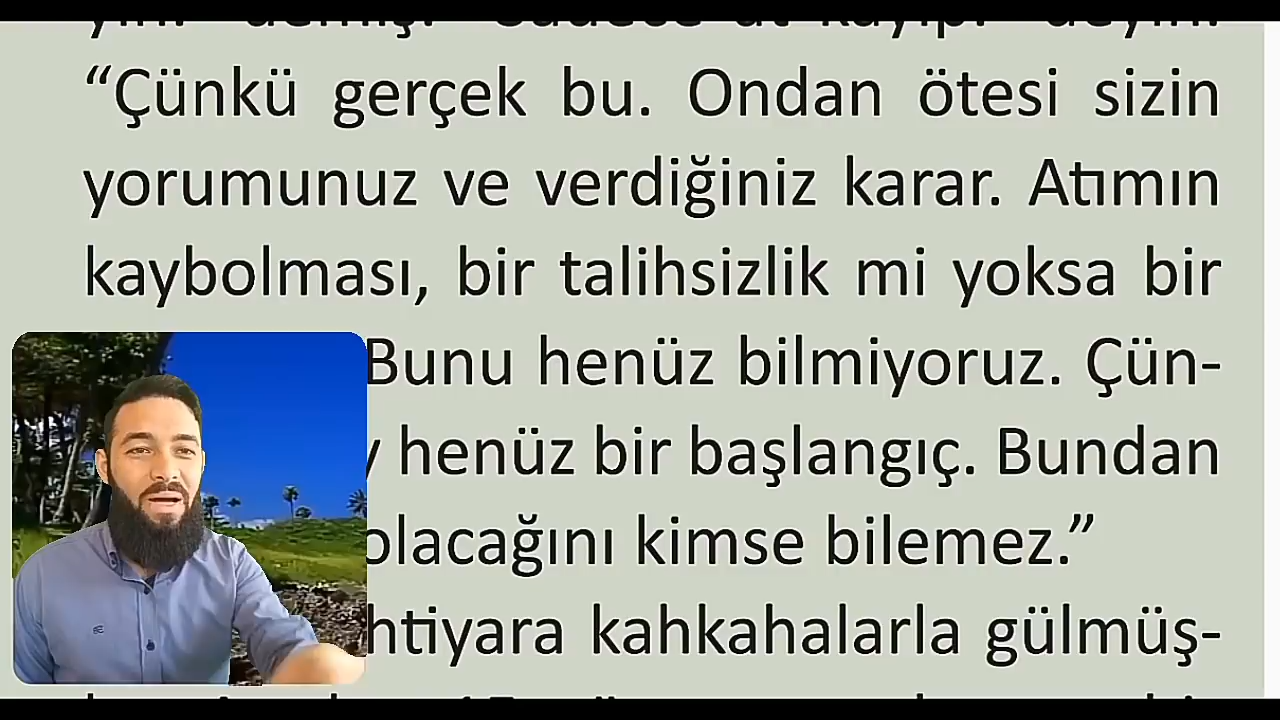 "Çünkü gerçek bu. Ondan ötesi sizin
yorumunuz ve verdiğiniz karar. Atımın
kaybolması, bir talihsizlik mi yoksa bir
Bunu henüz bilmiyoruz. Çün-
henüz bir başlangıç. Bundan
olacağını kimse bilemez."
kahkahalarla gülmüş-